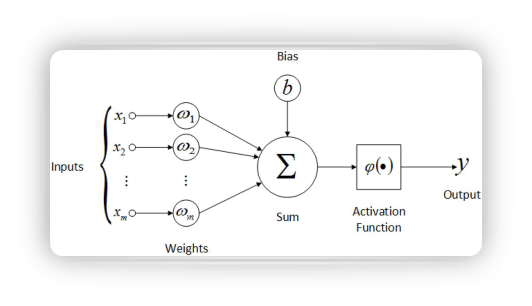 Bias
b
x1 ω1
x2 ω2
Inputs
Σ
φ(•)
y
⋮ ⋮
Output
xm ωm
Sum
Activation
Function
Weights